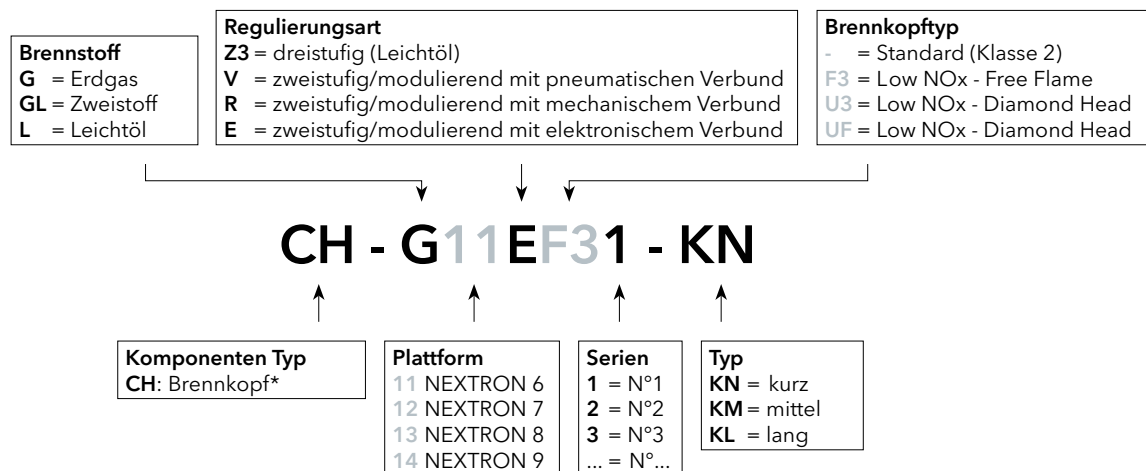 Brennstoff
G = Erdgas
GL = Zweistoff
L = Leichtöl
Regulierungsart
Z3 = dreistufig (Leichtöl)
V = zweistufig/modulierend mit pneumatischen Verbund
R = zweistufig/modulierend mit mechanischem Verbund
E = zweistufig/modulierend mit elektronischem Verbund
Brennkopftyp
- = Standard (Klasse 2)
F3 = Low NOx - Free Flame
U3 = Low NOx - Diamond Head
UF = Low NOx - Diamond Head
CH - G11EF31 - KN
Komponenten Typ
CH: Brennkopf*
Plattform
11 NEXTRON 6
12 NEXTRON 7
13 NEXTRON 8
14 NEXTRON 9
Serien
1 = N°1
2 = N°2
3 = N°3
... = N°...
Typ
KN = kurz
KM = mittel
KL = lang